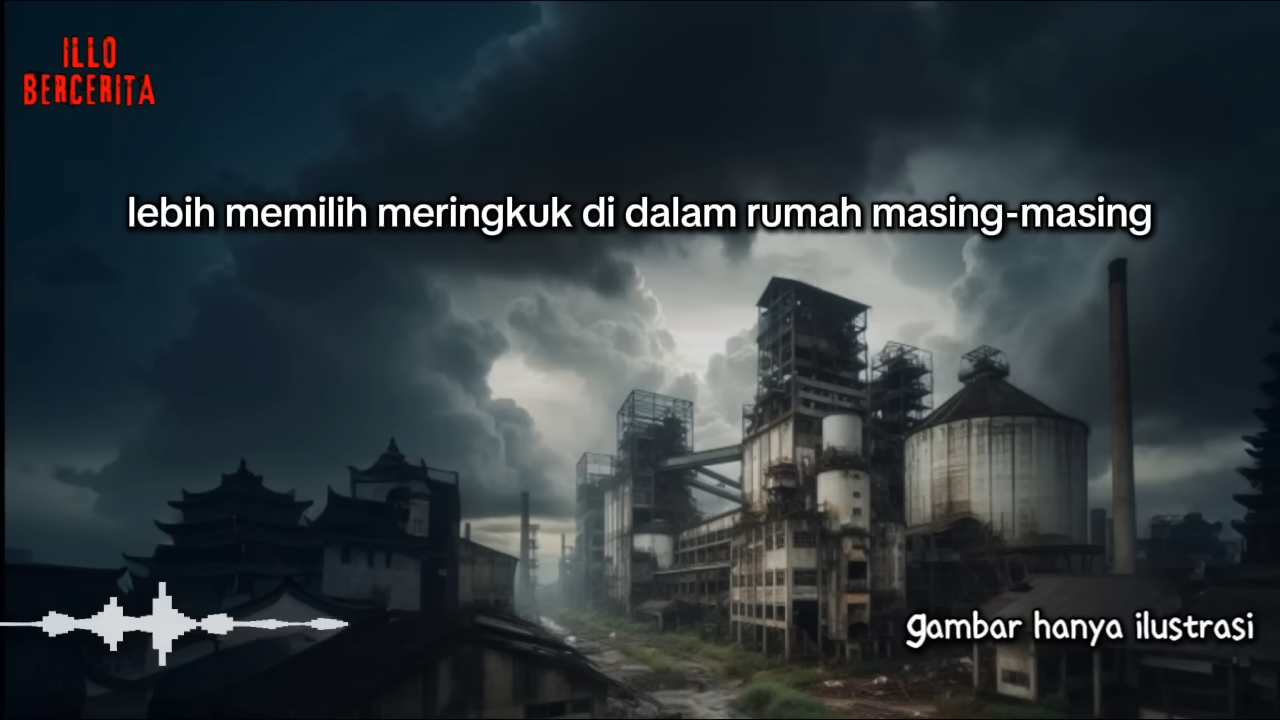 ILLO
BERCERITA
lebih memilih meringkuk di dalam rumah masing-masing
gambar hanya ilustrasi